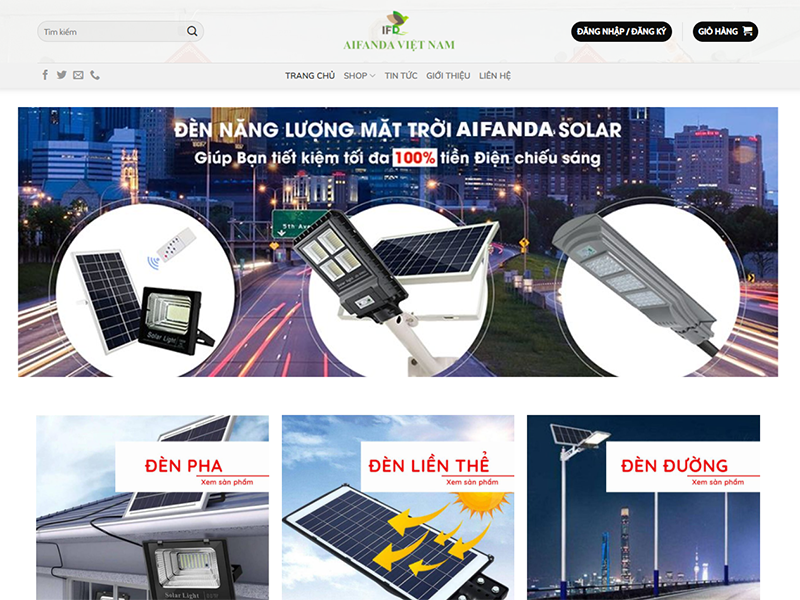 Tìm kiếm
IFD
AIFANDA VIỆT NAM
ĐĂNG NHẬP / ĐĂNG KÝ
GIỎ HÀNG
TRANG CHỦ SHOP TIN TỨC GIỚI THIỆU LIÊN HỆ
ĐÈN NĂNG LƯỢNG MẶT TRỜI AIFANDA SOLAR
Giúp Bạn tiết kiệm tối đa 100% tiền Điện chiếu sáng
5th Ave
Solar Light
ĐÈN PHA
Xem sản phẩm
ĐÈN LIỀN THỂ
Xem sản phẩm
ĐÈN ĐƯỜNG
Xem sản phẩm
Solar Light